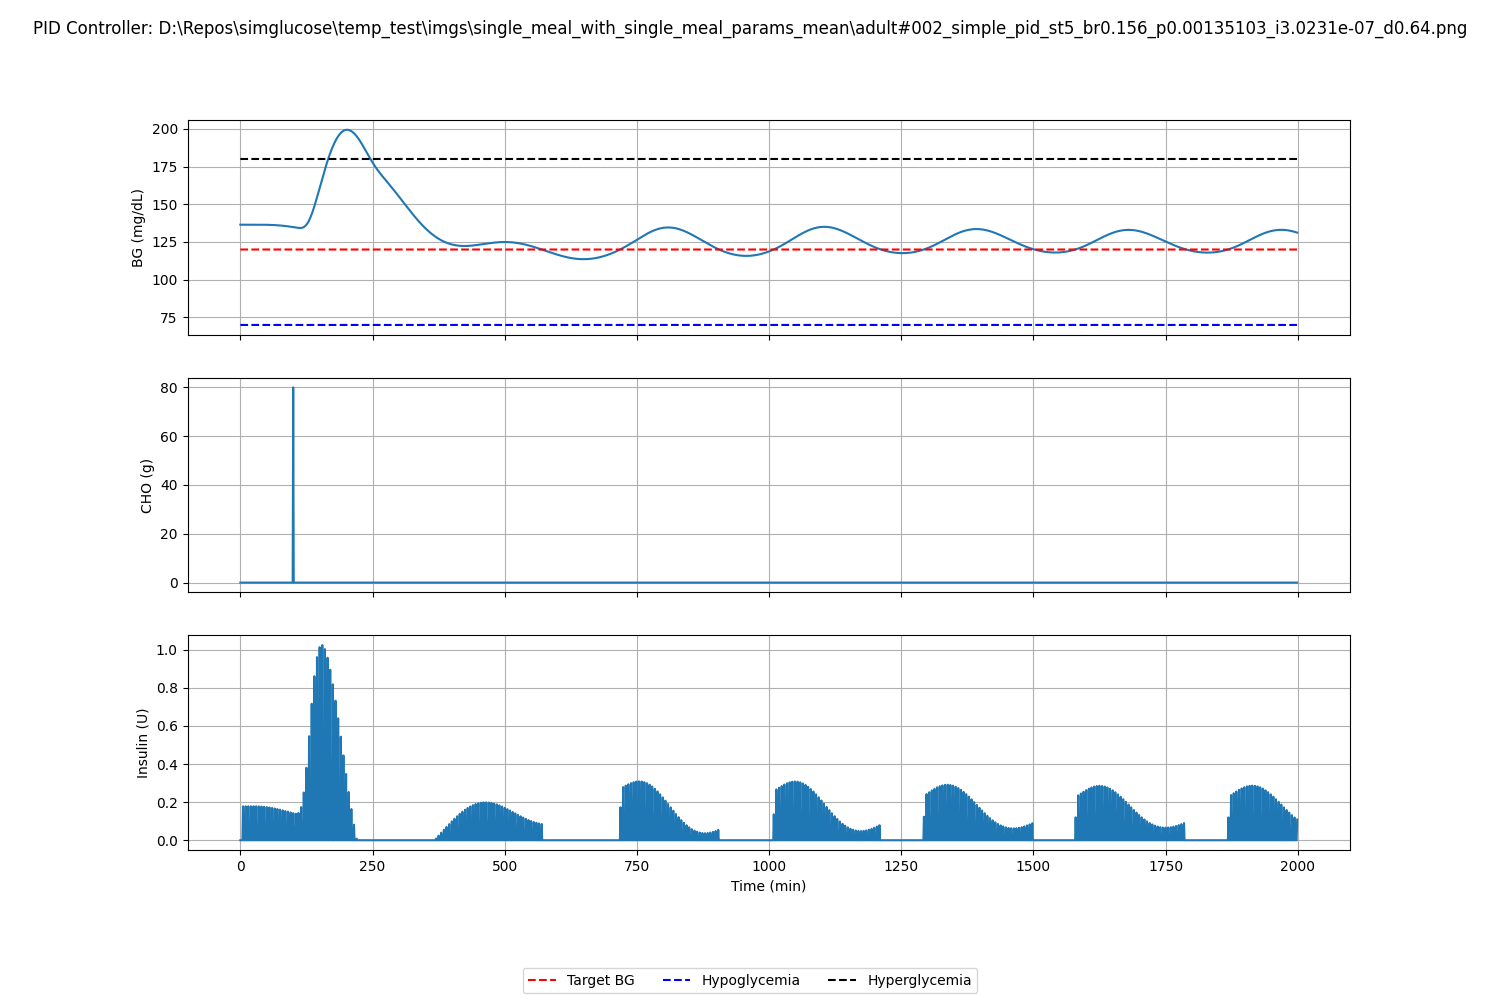 PID Controller: D:\Repos\simglucose\temp_test\imgs\single_meal_with_single_meal_params_mean\adult#002_simple_pid_st5_br0.156_p0.00135103_i3.0231e-07_d0.64.png
200
175
150
125
100
75
BG (mg/dL)
80
60
40
20
0
CHO (g)
1.0
0.8
0.6
0.4
0.2
0.0
Insulin (U)
0 250 500 750 1000 1250 1500 1750 2000
Time (min)
Target BG Hypoglycemia Hyperglycemia